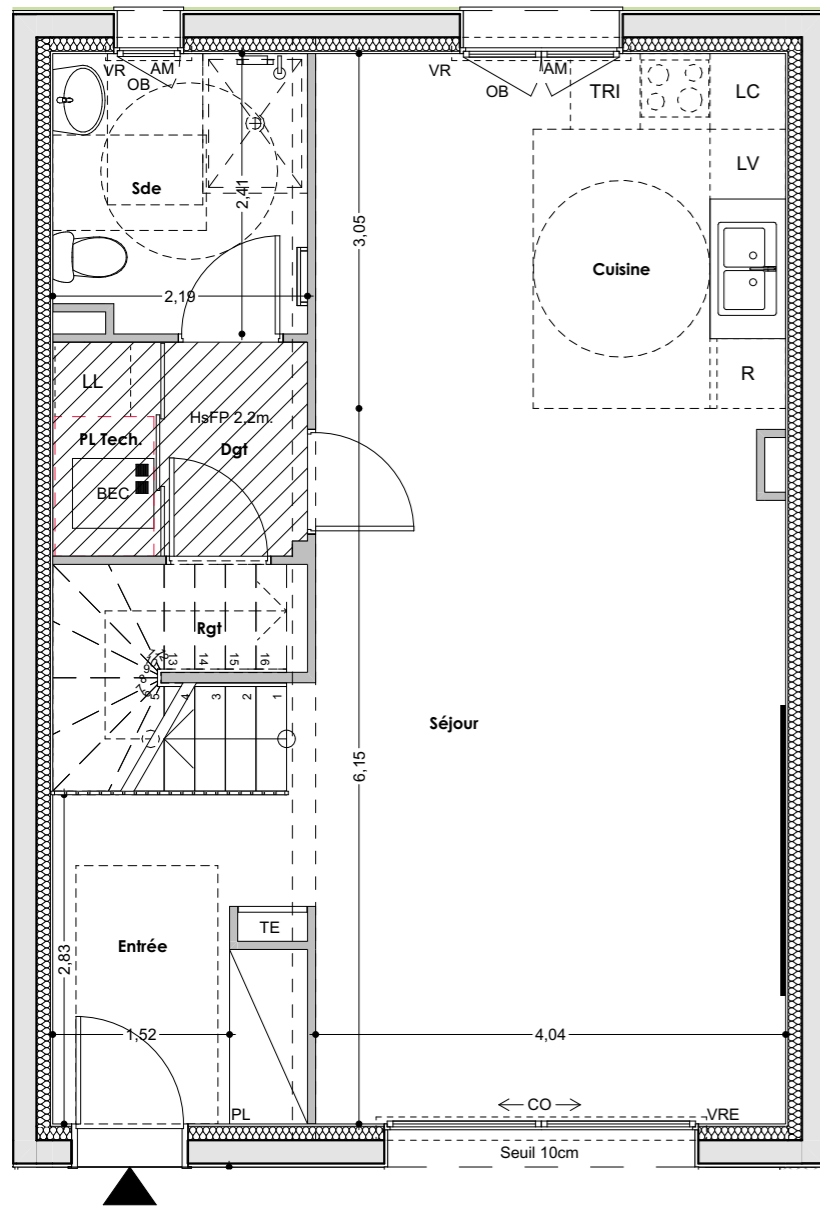 VR
AM
OB
VR
AM
OB
TRI
LC
LV
Sde
2,41
3,05
Cuisine
2,19
R
LL
HsFP 2,2m.
PL Tech.
Dgt
BEC
Rgt
13
14
15
16
5
4
3
2
1
Séjour
6,15
TE
Entrée
2,83
1,52
4,04
PL
CO
VRE
Seuil 10cm